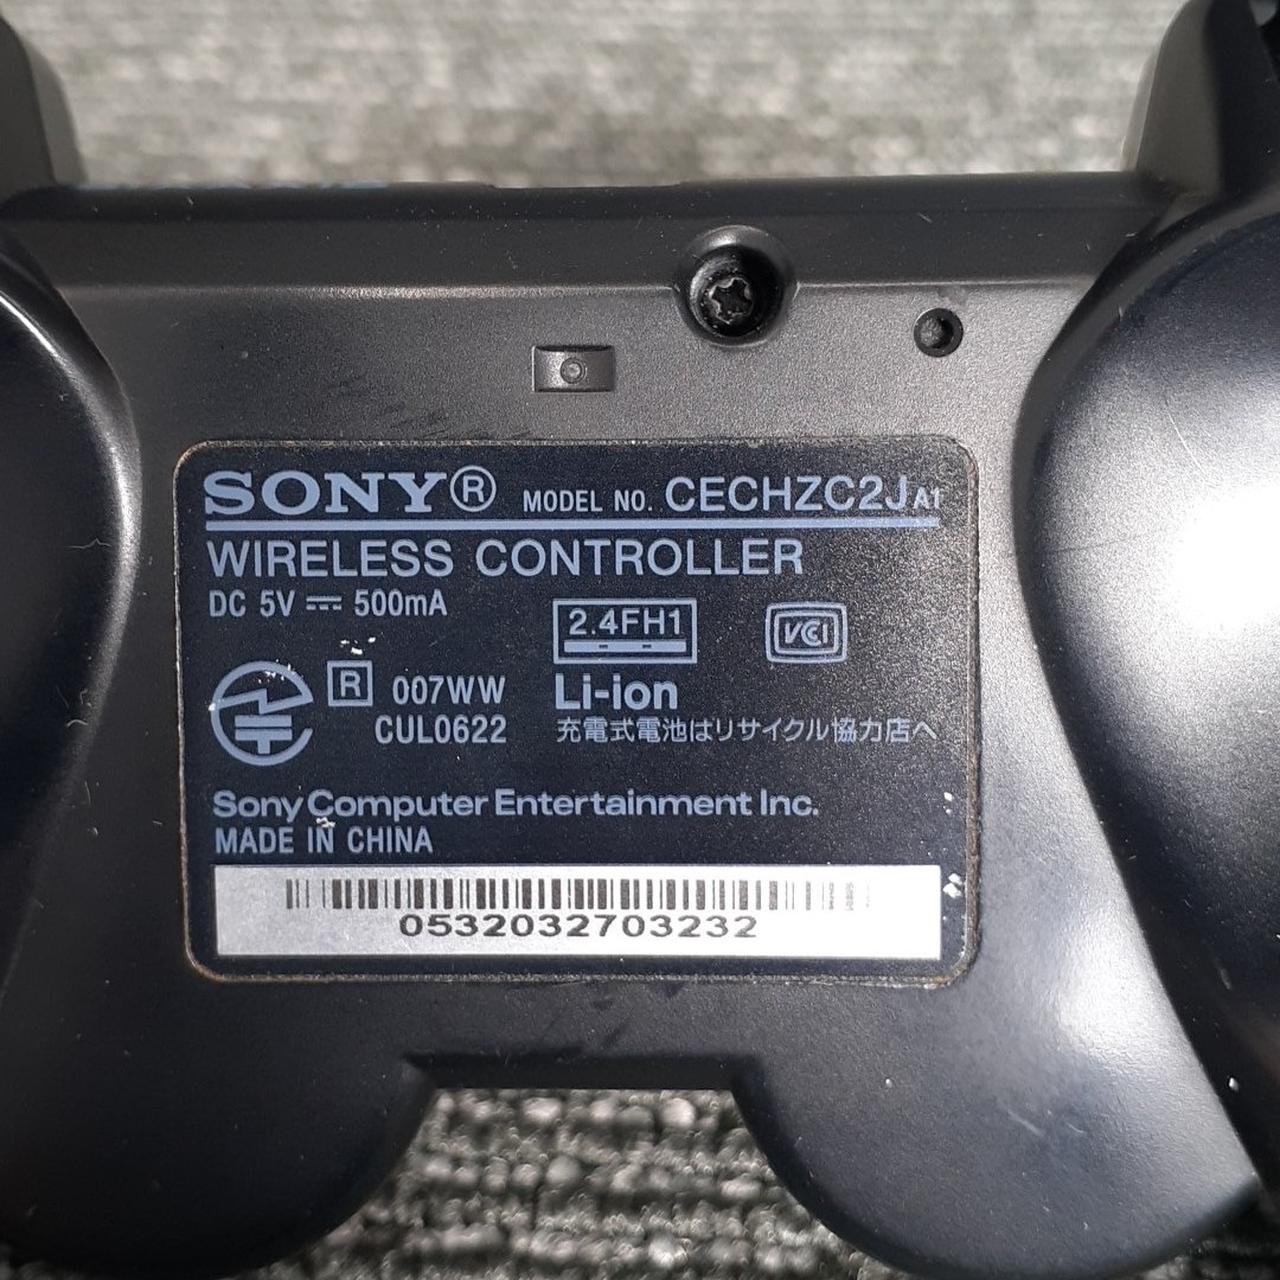 SONY® MODEL NO. CECHZC2J A1
WIRELESS CONTROLLER
DC 5V ⎓ 500mA
2.4FH1
VCCI
R 007WW
CUL0622
Li-ion
充電式電池はリサイクル協力店へ
Sony Computer Entertainment Inc.
MADE IN CHINA
0532032703232